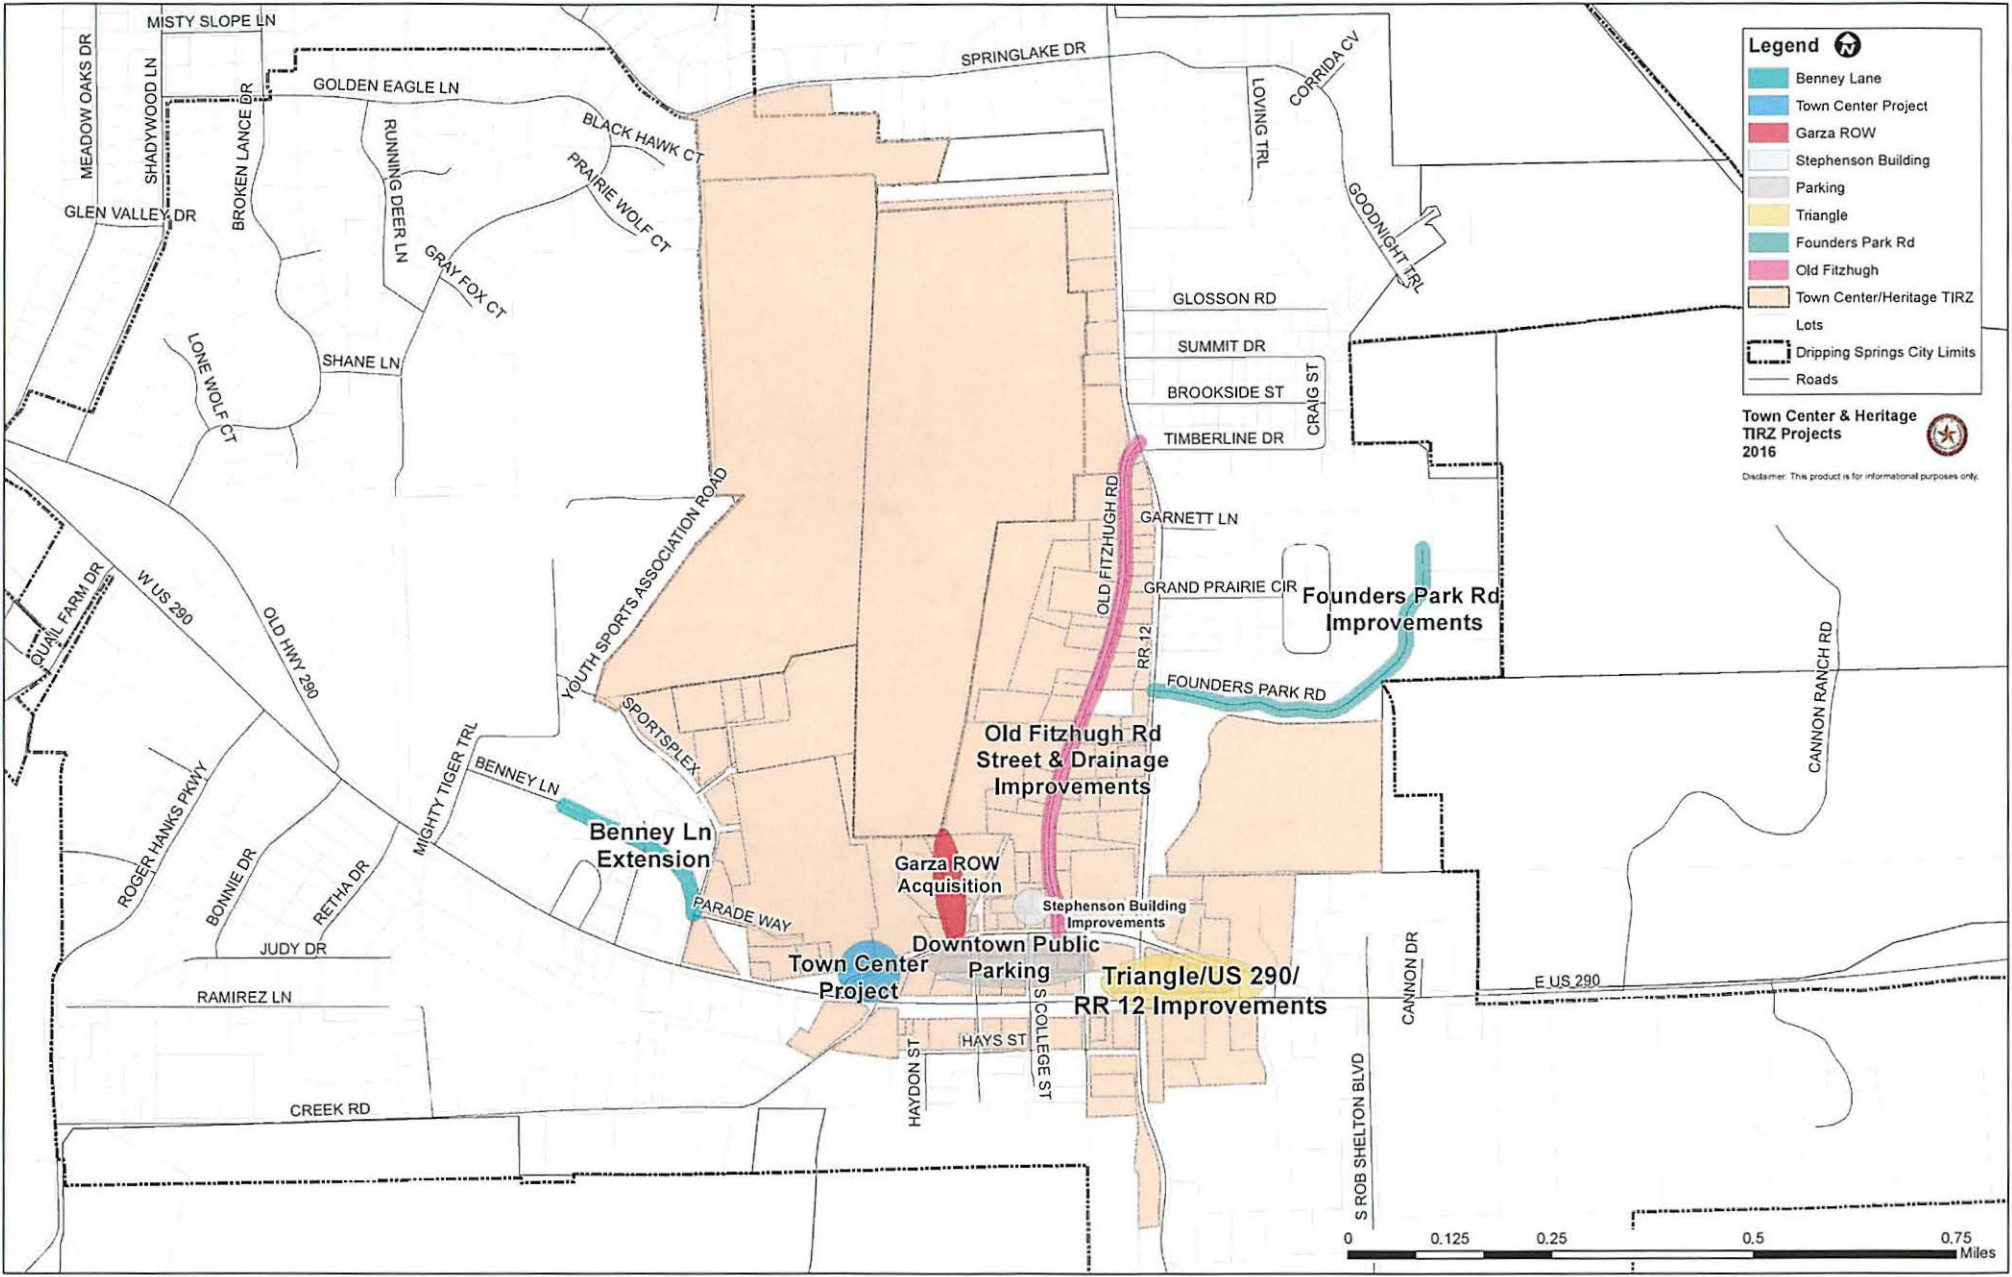 MISTY SLOPE LN
MEADOW OAKS DR
SHADYWOOD LN
BROKEN LANCE DR
GOLDEN EAGLE LN
SPRINGLAKE DR
CORRIDA CV
LOVING TRL
BLACK HAWK CT
RUNNING DEER LN
PRAIRIE WOLF CT
GLEN VALLEY DR
GRAY FOX CT
GOODNIGHT TRL
GLOSSON RD
SUMMIT DR
LONE WOLF CT
SHANE LN
BROOKSIDE ST
CRAIG ST
TIMBERLINE DR
YOUTH SPORTS ASSOCIATION ROAD
OLD FITZHUGH RD
GARNETT LN
GRAND PRAIRIE CIR
Founders Park Rd
Improvements
W US 290
QUAIL FARM DR
OLD HWY 290
RR 12
FOUNDERS PARK RD
CANNON RANCH RD
SPORTSPLEX
Old Fitzhugh Rd
Street & Drainage
Improvements
MIGHTY TIGER TRL
BENNEY LN
ROGER HANKS PKWY
Benney Ln
Extension
BONNIE DR
RETHA DR
Garza ROW
Acquisition
PARADE WAY
Stephenson Building
Improvements
JUDY DR
Downtown Public
Parking
Town Center
Project
Triangle/US 290/
RR 12 Improvements
CANNON DR
E US 290
RAMIREZ LN
S COLLEGE ST
HAYS ST
HAYDON ST
CREEK RD
S ROB SHELTON BLVD
Legend
N
Benney Lane
Town Center Project
Garza ROW
Stephenson Building
Parking
Triangle
Founders Park Rd
Old Fitzhugh
Town Center/Heritage TIRZ
Lots
Dripping Springs City Limits
Roads
Town Center & Heritage
TIRZ Projects
2016
Disclaimer: This product is for informational purposes only.
0 0.125 0.25 0.5 0.75
Miles